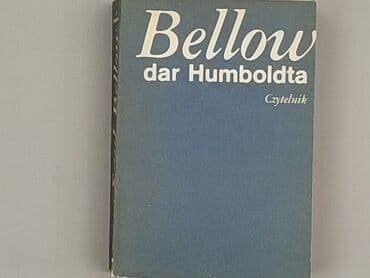 Bellow
dar Humboldta
Czytelnik